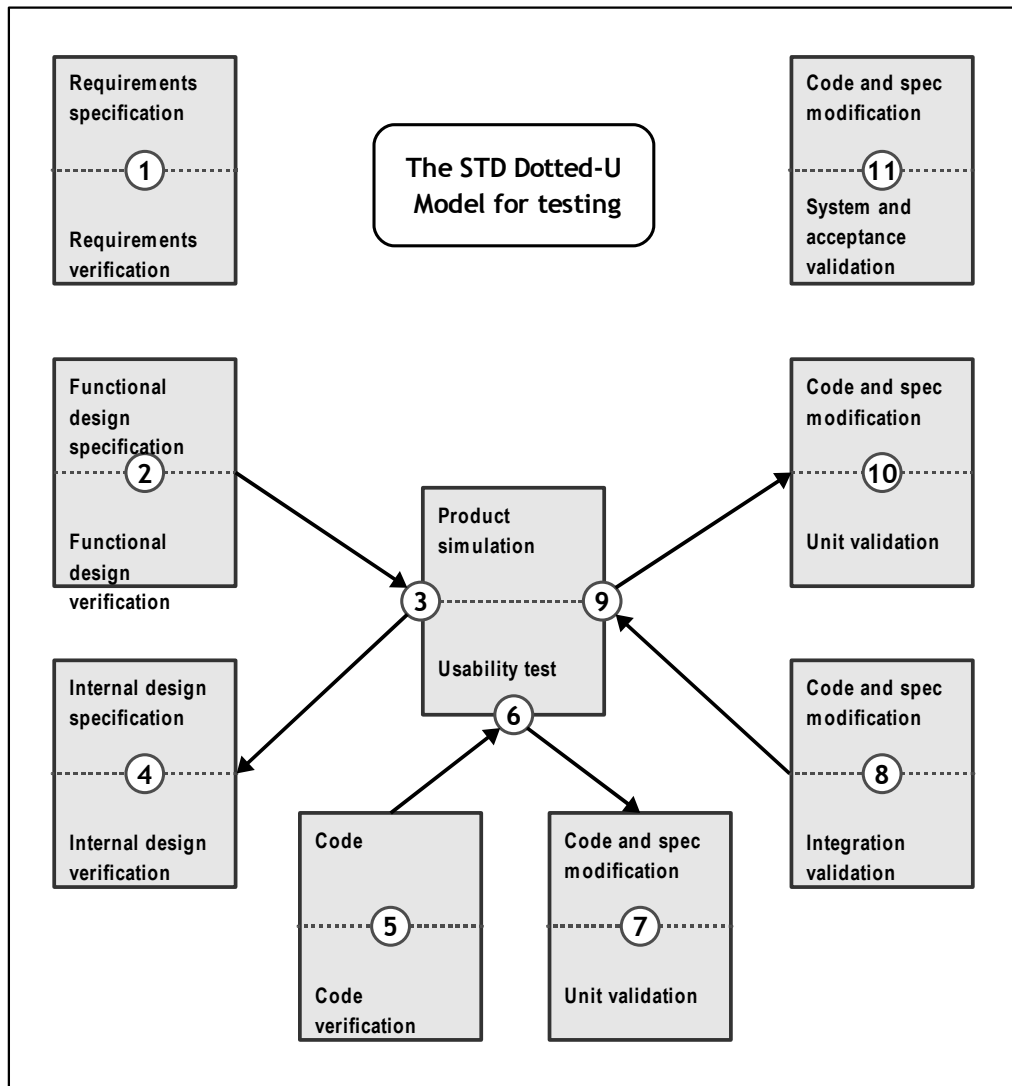 Requirements
specification
1
Requirements
verification
The STD Dotted-U
Model for testing
Code and spec
modification
11
System and
acceptance
validation
Functional
design
specification
2
Functional
design
verification
Product
simulation
3
9
Usability test
6
Code and spec
modification
10
Unit validation
Internal design
specification
4
Internal design
verification
Code
5
Code
verification
Code and spec
modification
7
Unit validation
Code and spec
modification
8
Integration
validation